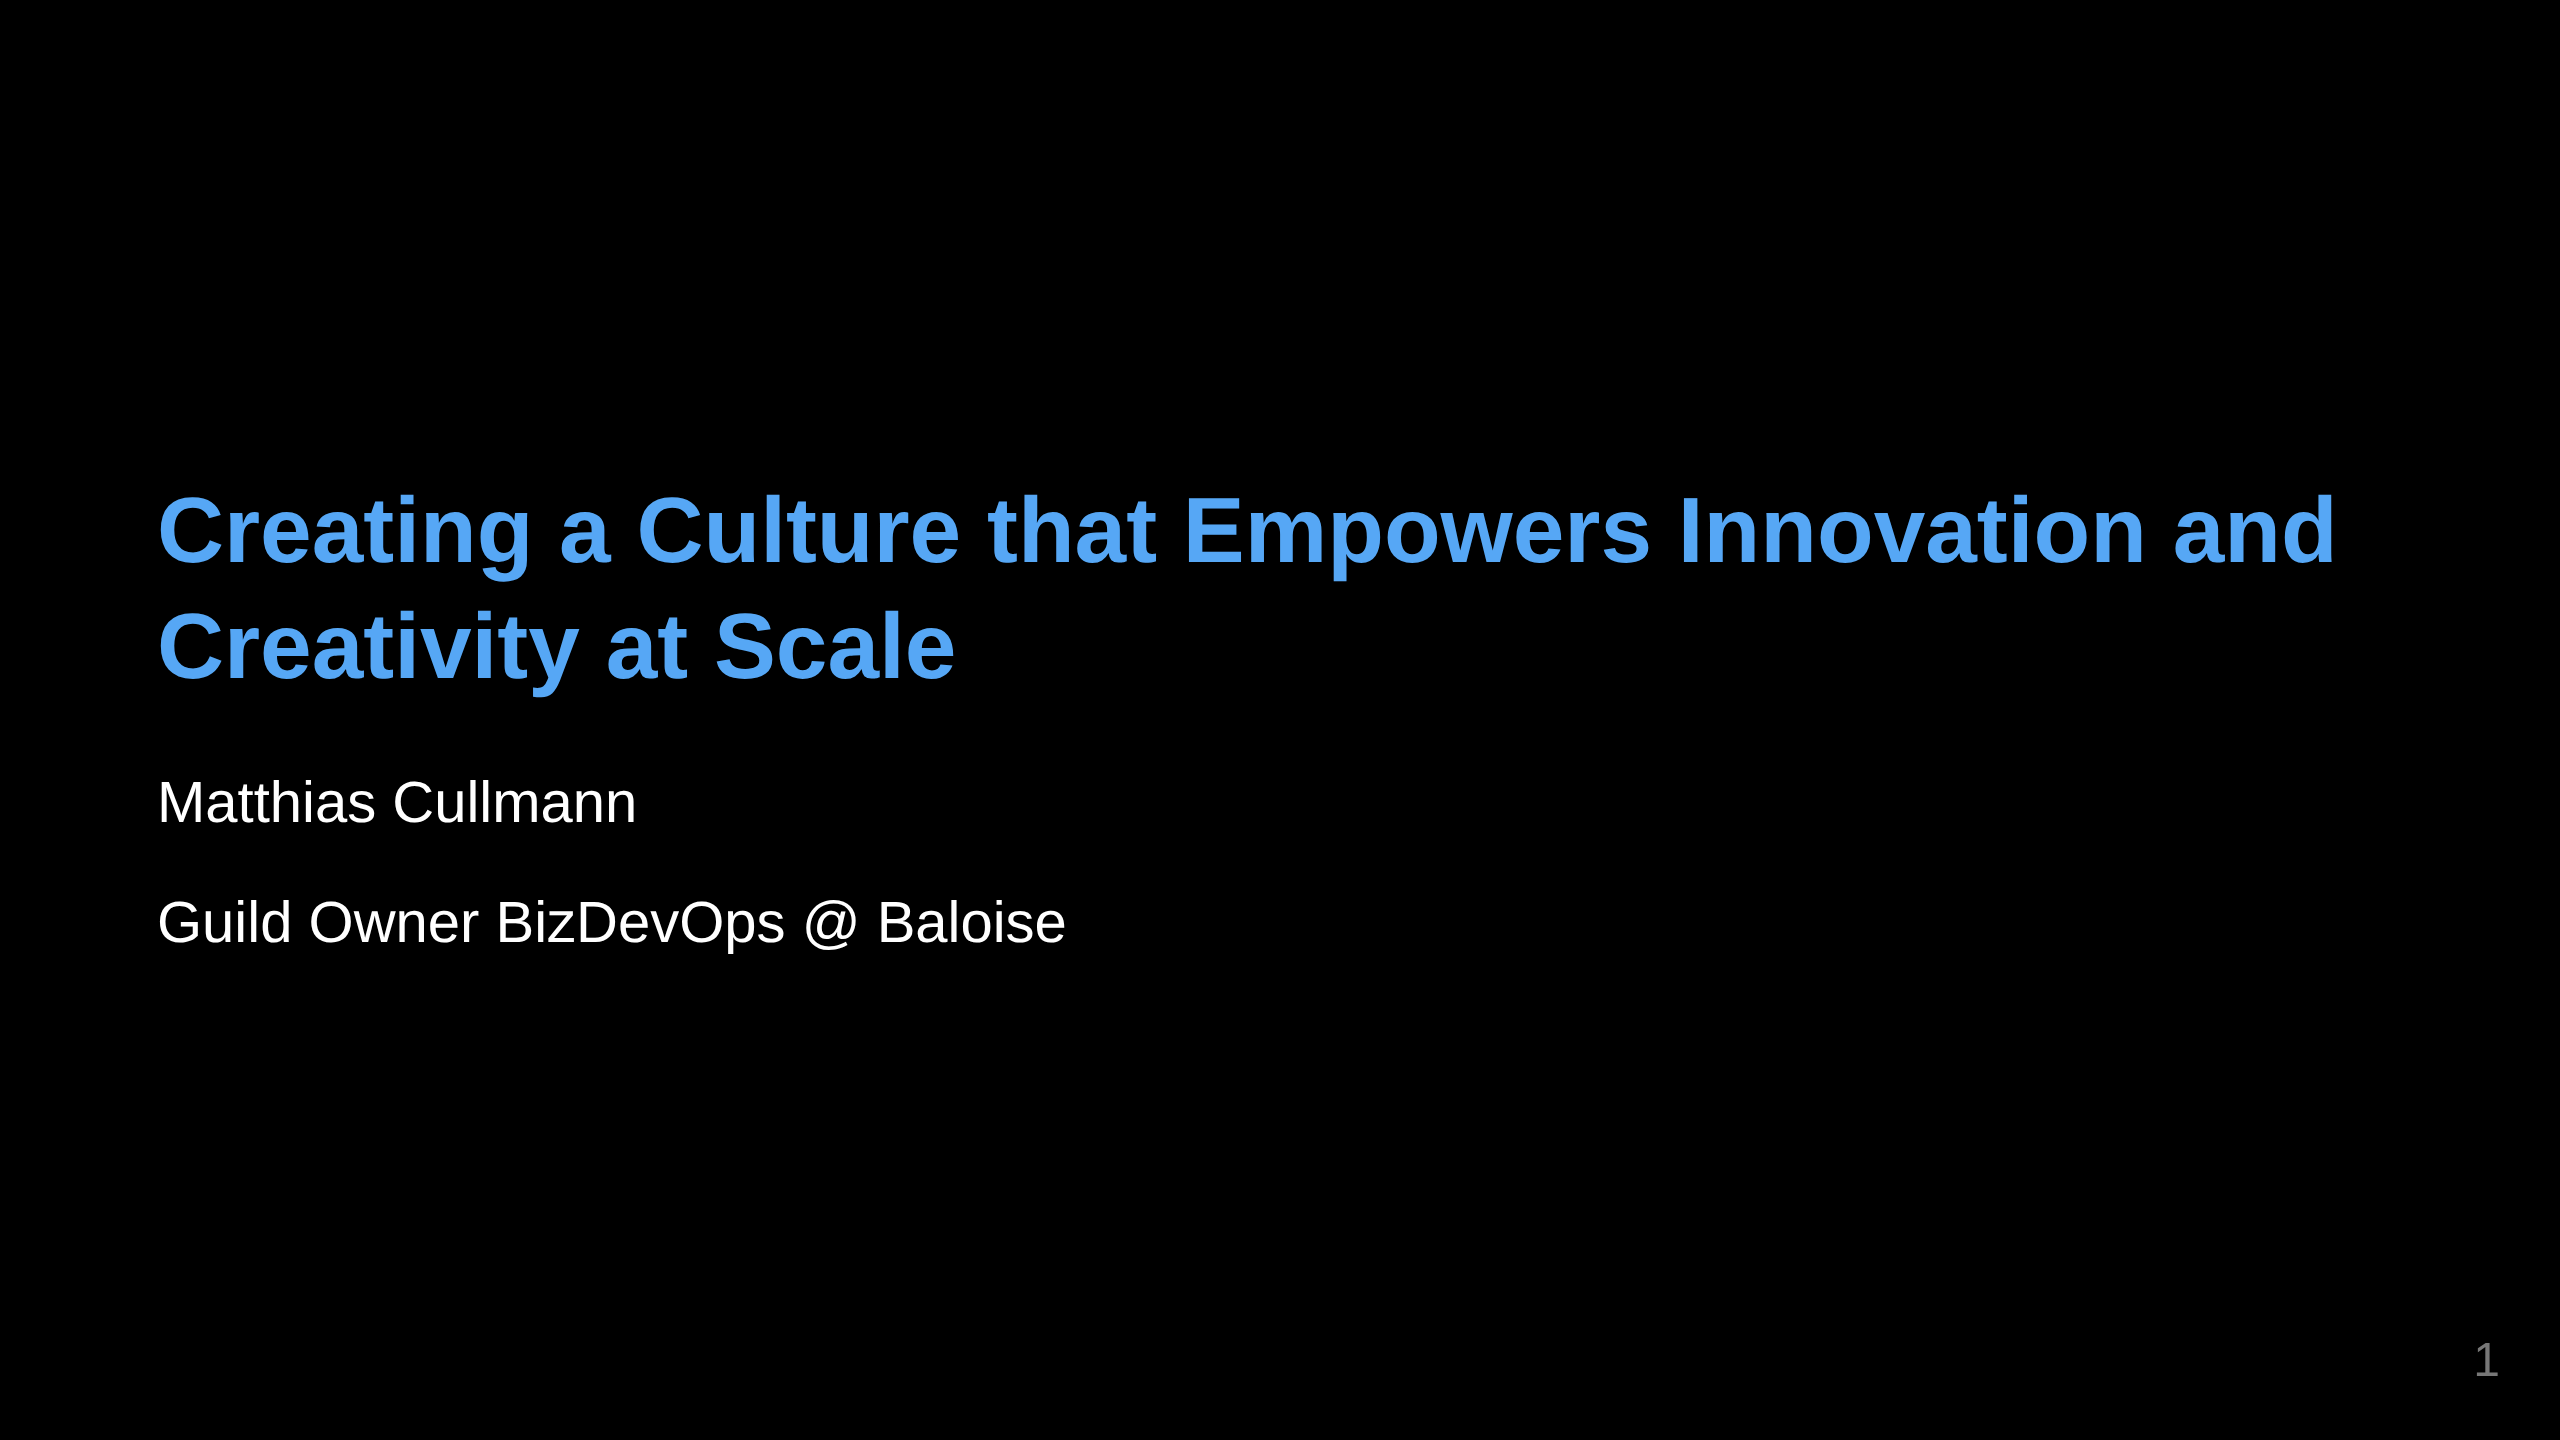 Creating a Culture that Empowers Innovation and
Creativity at Scale
Matthias Cullmann
Guild Owner BizDevOps @ Baloise
1